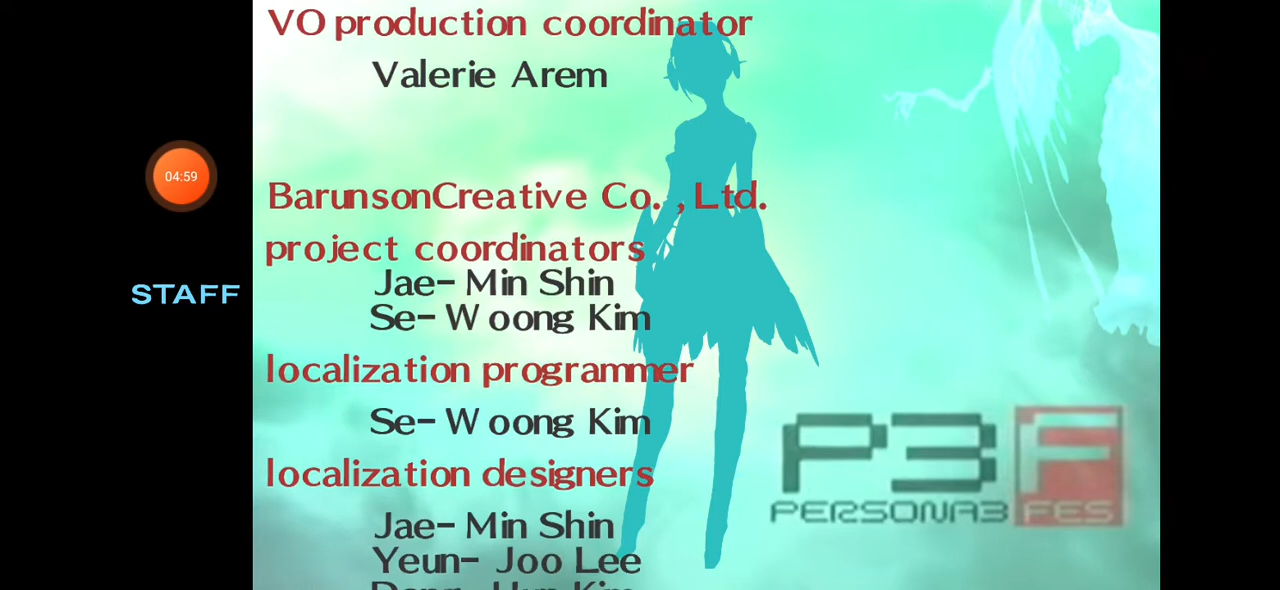 VO production coordinator
Valerie Arem
04:59
BarunsonCreative Co. , Ltd.
project coordinators
Jae- Min Shin
STAFF
Se- Woong Kim
localization programmer
Se- Woong Kim
P3F
PERSONA3 FES
localization designers
Jae- Min Shin
Yeun- Joo Lee